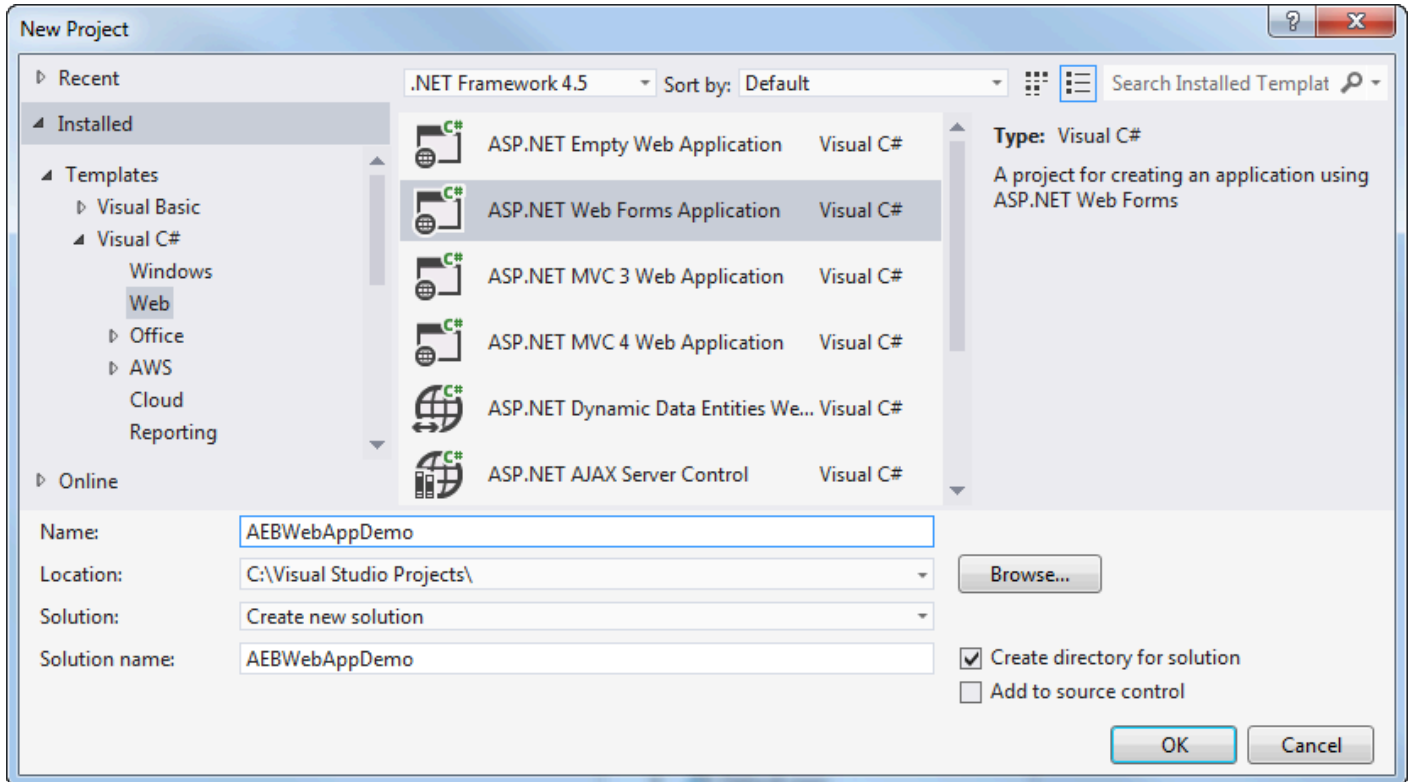 New Project
Recent
Installed
Templates
Visual Basic
Visual C#
Windows
Web
Office
AWS
Cloud
Reporting
Online
.NET Framework 4.5
Sort by: Default
Search Installed Templat
C# ASP.NET Empty Web Application Visual C#
C# ASP.NET Web Forms Application Visual C#
C# ASP.NET MVC 3 Web Application Visual C#
C# ASP.NET MVC 4 Web Application Visual C#
C# ASP.NET Dynamic Data Entities We... Visual C#
C# ASP.NET AJAX Server Control Visual C#
Type: Visual C#
A project for creating an application using
ASP.NET Web Forms
Name: AEBWebAppDemo
Location: C:\Visual Studio Projects\ Browse...
Solution: Create new solution
Solution name: AEBWebAppDemo
Create directory for solution
Add to source control
OK Cancel